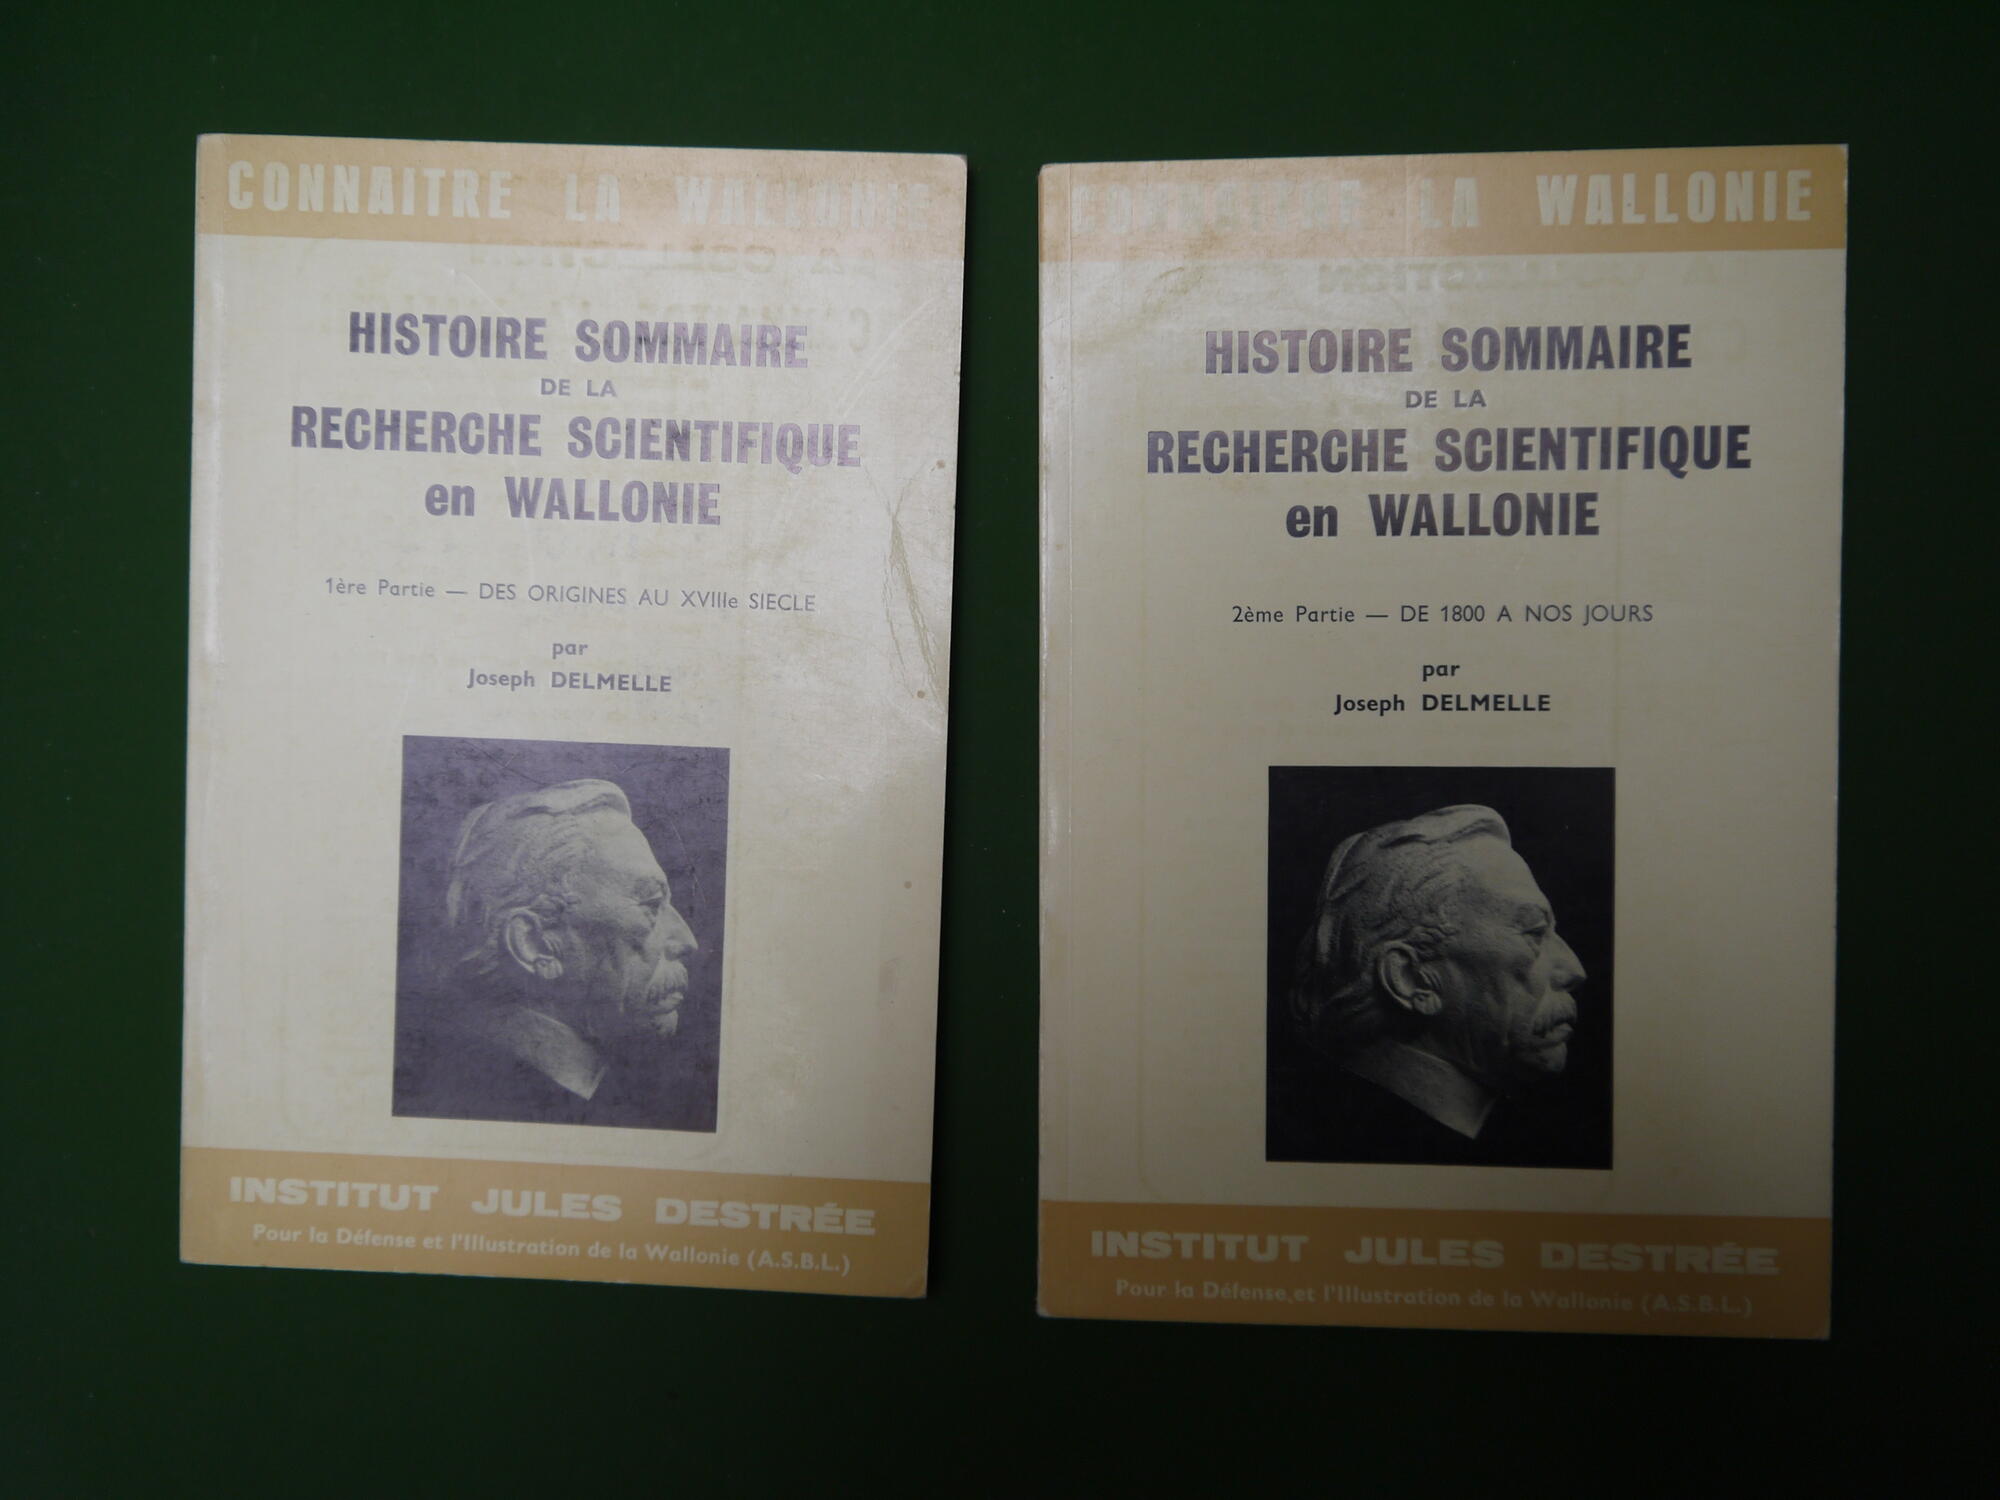 CONNAITRE LA WALLONIE
HISTOIRE SOMMAIRE
DE LA
RECHERCHE SCIENTIFIQUE
en WALLONIE
1ère Partie — DES ORIGINES AU XVIIIe SIECLE
par
Joseph DELMELLE
INSTITUT JULES DESTRÉE
Pour la Défense et l'Illustration de la Wallonie (A.S.B.L.)
CONNAITRE LA WALLONIE
HISTOIRE SOMMAIRE
DE LA
RECHERCHE SCIENTIFIQUE
en WALLONIE
2ème Partie — DE 1800 A NOS JOURS
par
Joseph DELMELLE
INSTITUT JULES DESTRÉE
Pour la Défense et l'Illustration de la Wallonie (A.S.B.L.)